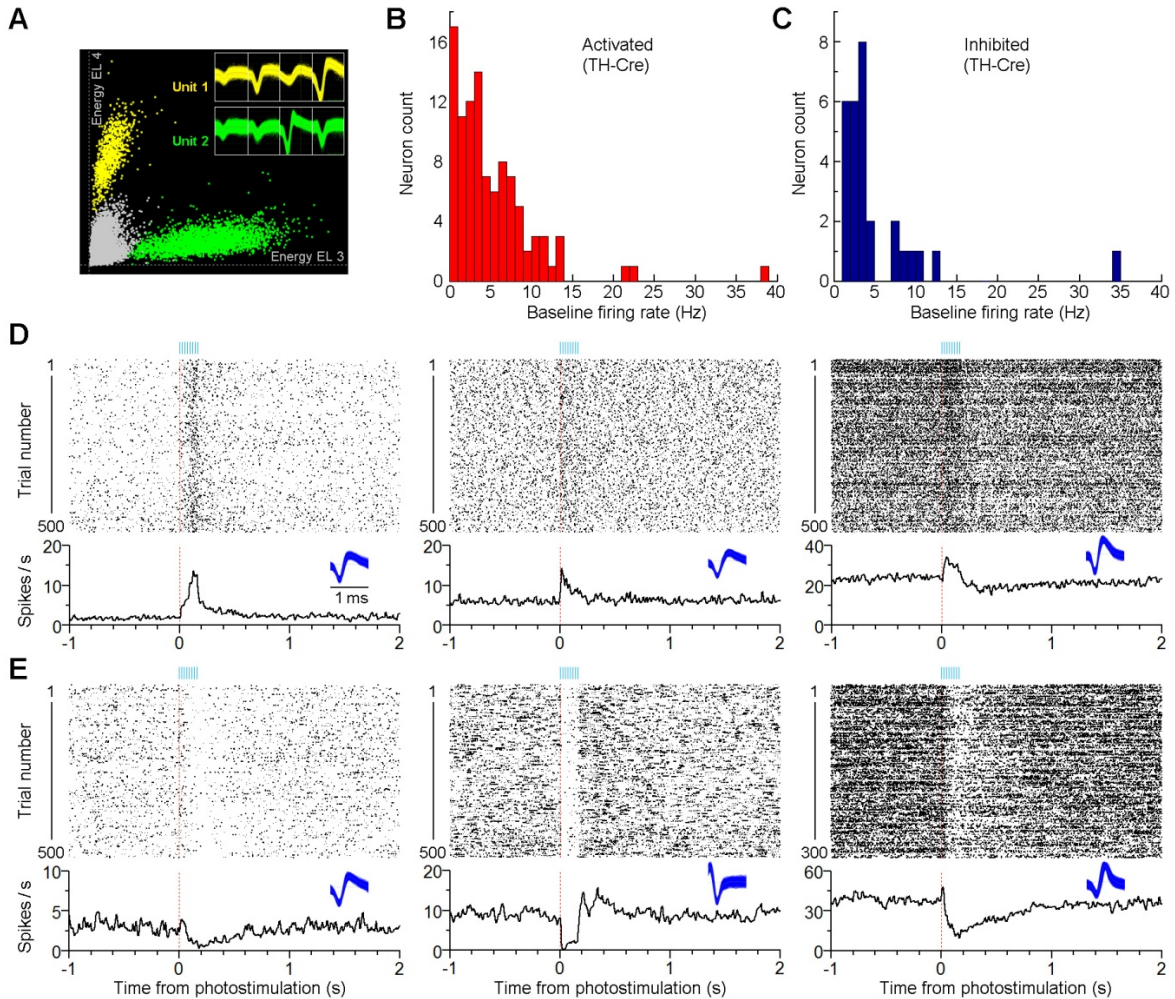 A
Energy EL 4
Unit 1
Unit 2
Energy EL 3
B
Activated
(TH-Cre)
Neuron count
16
12
8
4
0
0 5 10 15 20 25 30 35 40
Baseline firing rate (Hz)
C
Inhibited
(TH-Cre)
Neuron count
8
6
4
2
0
0 5 10 15 20 25 30 35 40
Baseline firing rate (Hz)
D
Trial number
1
500
1
500
1
500
Spikes / s
20
10
0
1 ms
-1 0 1 2
20
10
0
-1 0 1 2
40
20
0
-1 0 1 2
E
Trial number
1
500
1
500
1
300
Spikes / s
10
5
0
-1 0 1 2
Time from photostimulation (s)
20
10
0
-1 0 1 2
Time from photostimulation (s)
60
30
0
-1 0 1 2
Time from photostimulation (s)